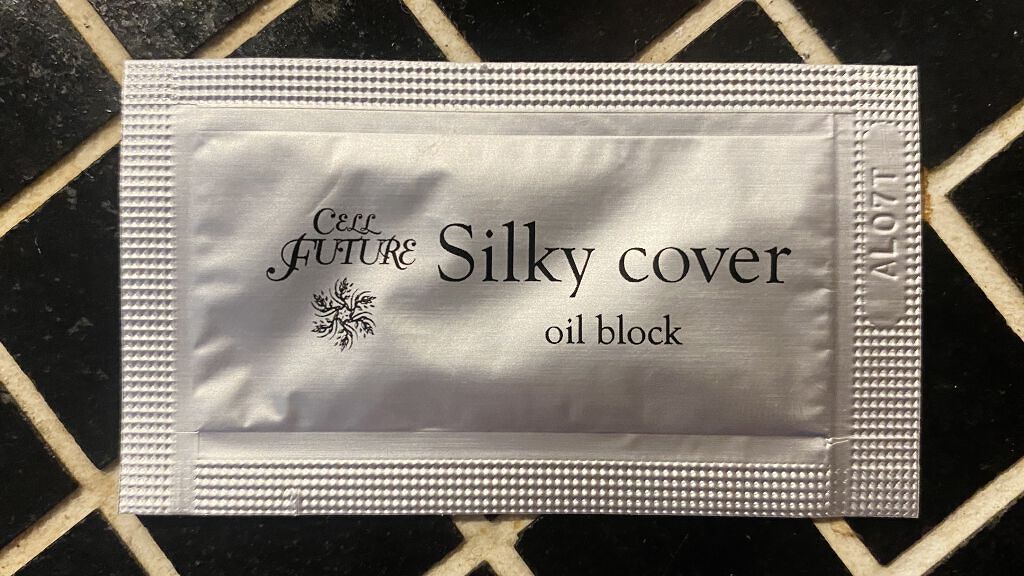 CELL
FUTURE
Silky cover
oil block
AL07T